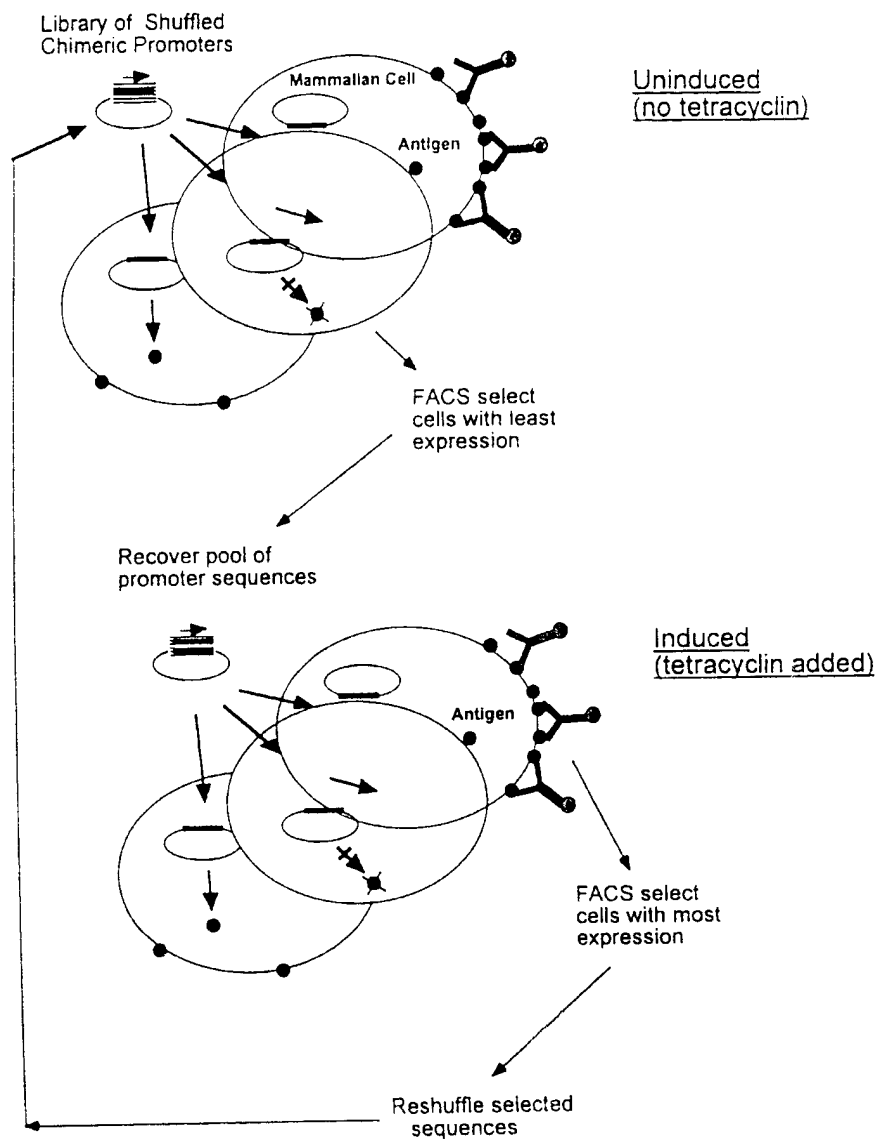 Library of Shuffled
Chimeric Promoters
Mammalian Cell
Antigen
Uninduced
(no tetracyclin)
FACS select
cells with least
expression
Recover pool of
promoter sequences
Induced
(tetracyclin added)
Antigen
FACS select
cells with most
expression
Reshuffle selected
sequences